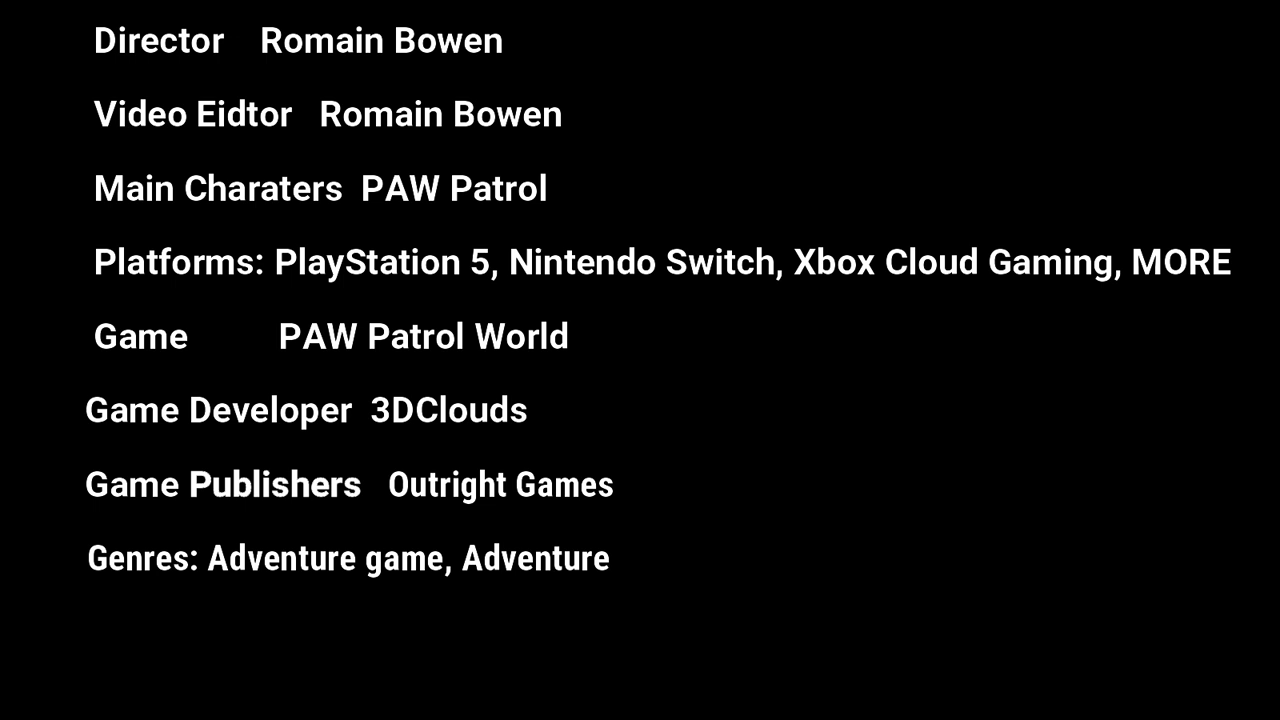 Director Romain Bowen
Video Eidtor Romain Bowen
Main Charaters PAW Patrol
Platforms: PlayStation 5, Nintendo Switch, Xbox Cloud Gaming, MORE
Game PAW Patrol World
Game Developer 3DClouds
Game Publishers Outright Games
Genres: Adventure game, Adventure